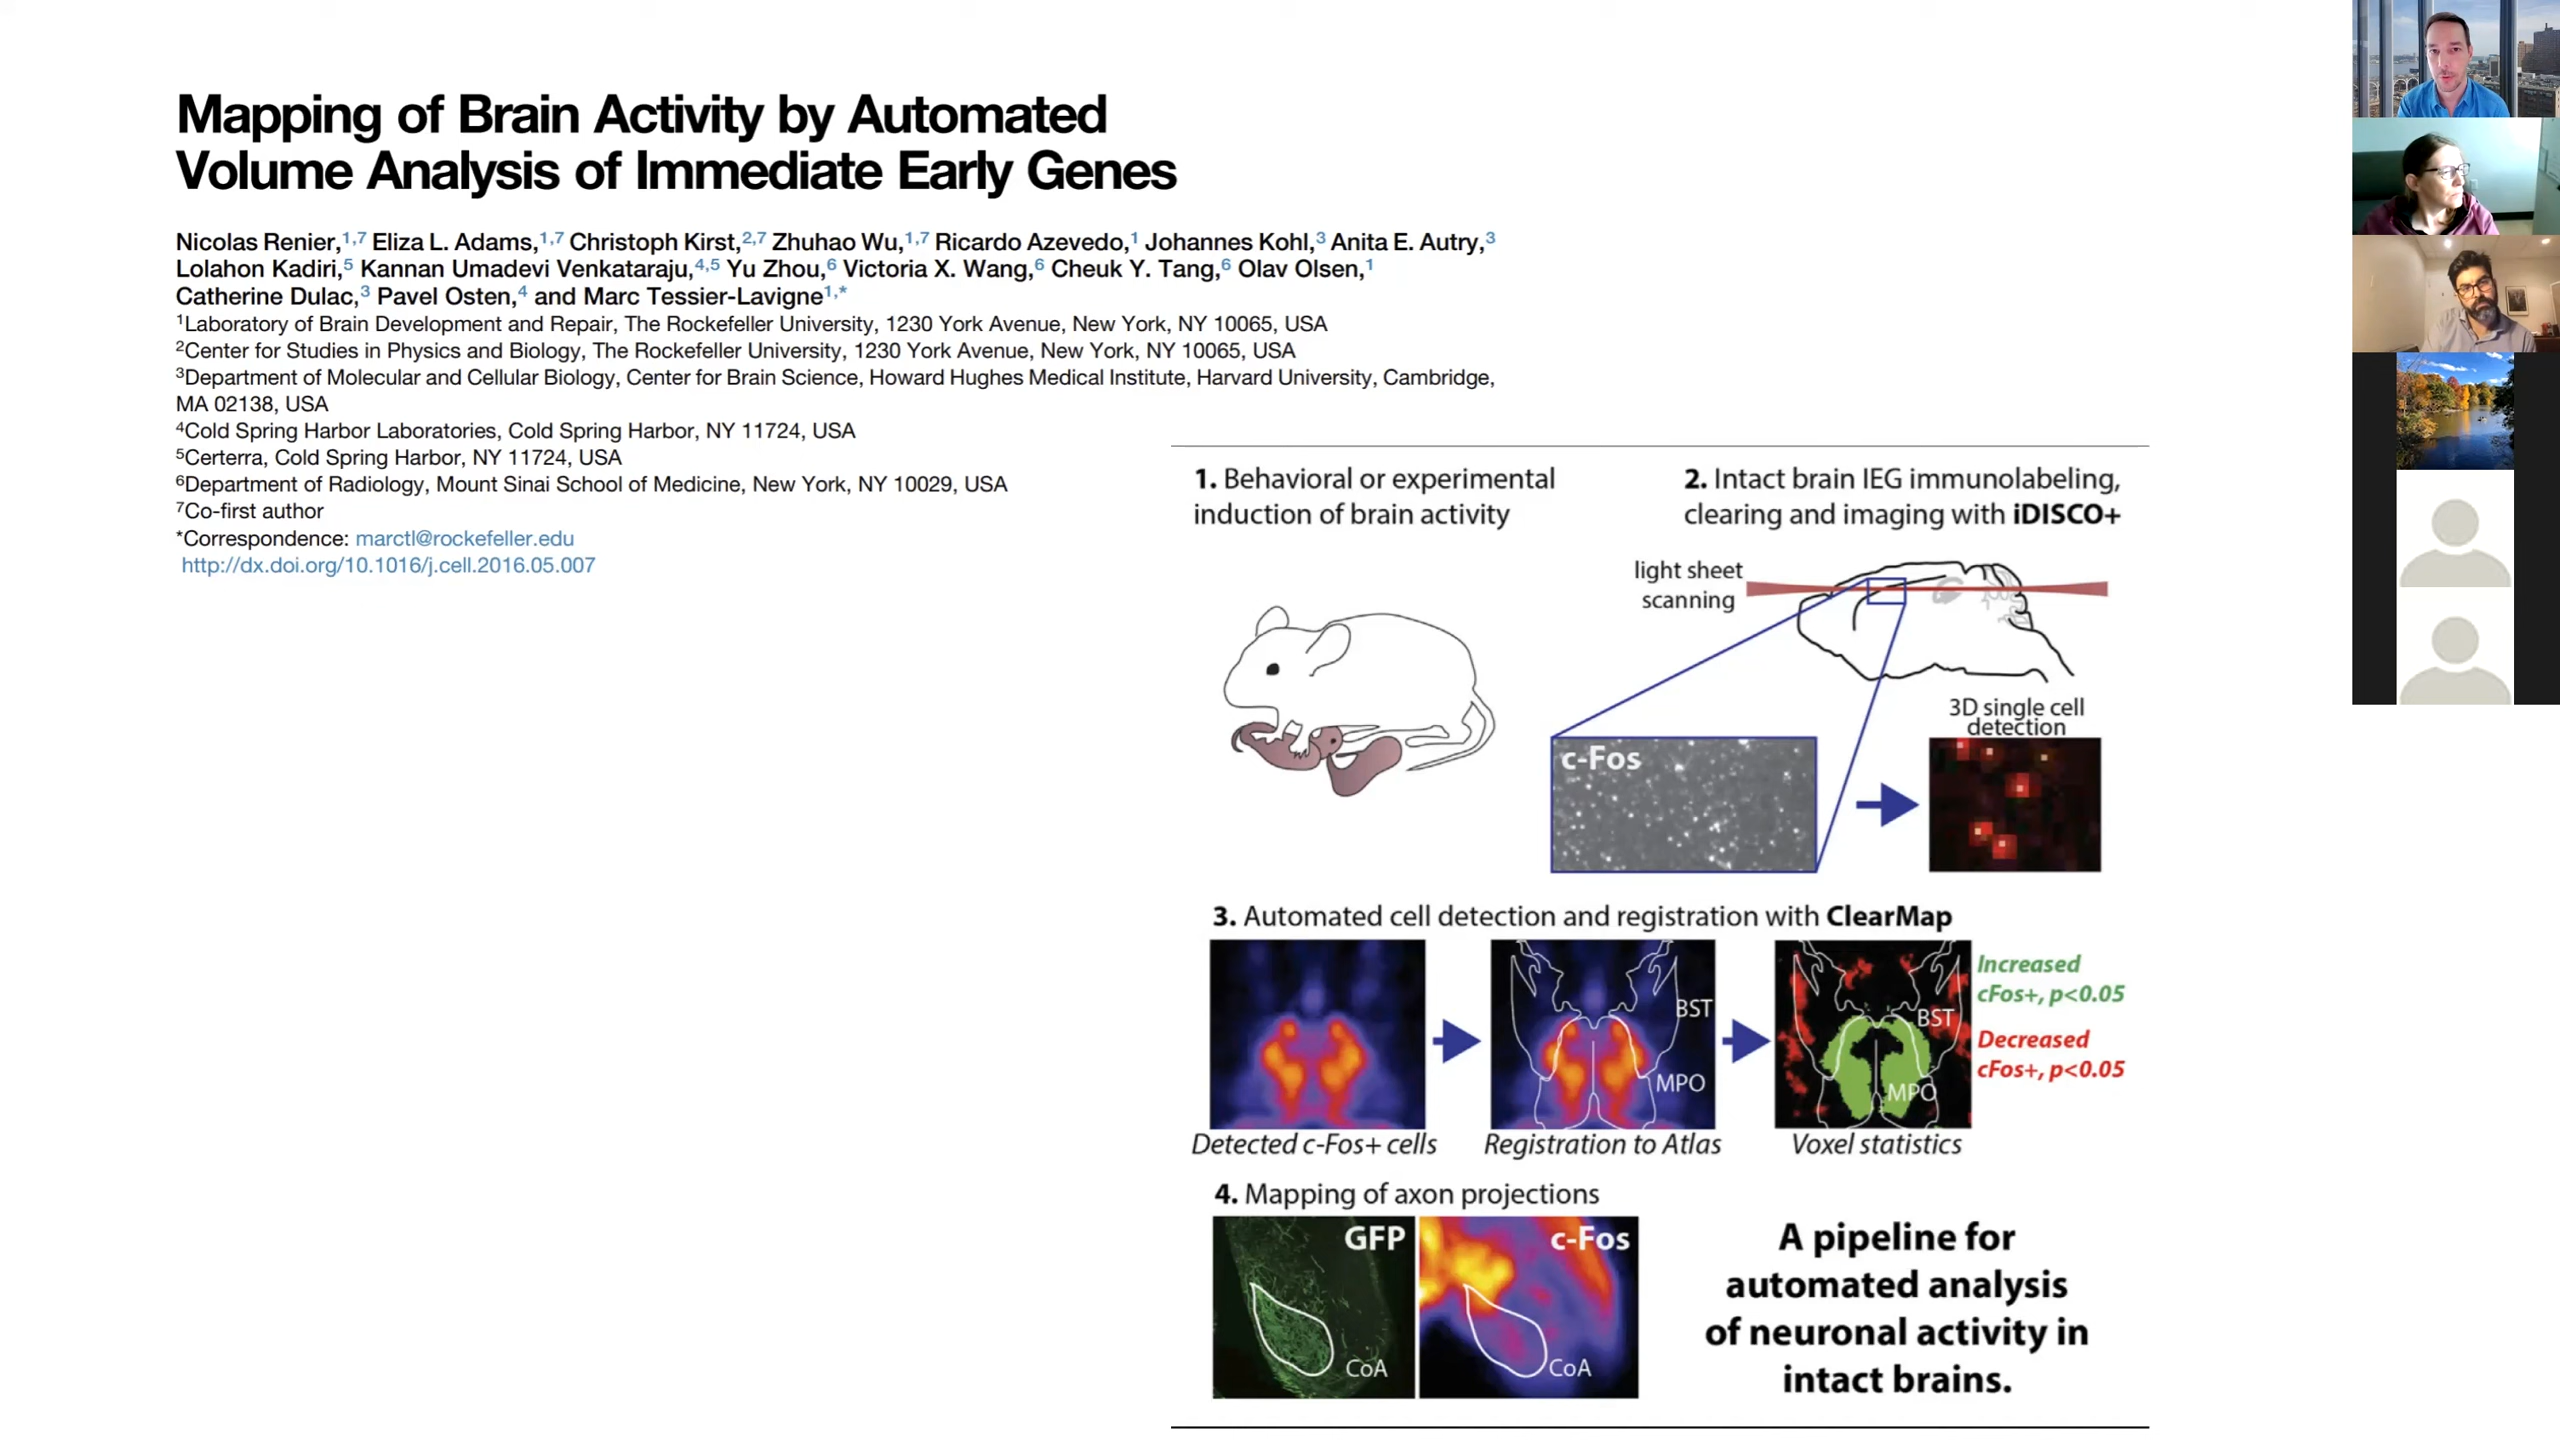 Mapping of Brain Activity by Automated
Volume Analysis of Immediate Early Genes
Nicolas Renier,1,7 Eliza L. Adams,1,7 Christoph Kirst,2,7 Zhuhao Wu,1,7 Ricardo Azevedo,1 Johannes Kohl,3 Anita E. Autry,3
Lolahon Kadiri,5 Kannan Umadevi Venkataraju,4,5 Yu Zhou,6 Victoria X. Wang,6 Cheuk Y. Tang,6 Olav Olsen,1
Catherine Dulac,3 Pavel Osten,4 and Marc Tessier-Lavigne1,*
1Laboratory of Brain Development and Repair, The Rockefeller University, 1230 York Avenue, New York, NY 10065, USA
2Center for Studies in Physics and Biology, The Rockefeller University, 1230 York Avenue, New York, NY 10065, USA
3Department of Molecular and Cellular Biology, Center for Brain Science, Howard Hughes Medical Institute, Harvard University, Cambridge,
MA 02138, USA
4Cold Spring Harbor Laboratories, Cold Spring Harbor, NY 11724, USA
5Certerra, Cold Spring Harbor, NY 11724, USA
6Department of Radiology, Mount Sinai School of Medicine, New York, NY 10029, USA
7Co-first author
*Correspondence: marctl@rockefeller.edu
http://dx.doi.org/10.1016/j.cell.2016.05.007
1. Behavioral or experimental
induction of brain activity
2. Intact brain IEG immunolabeling,
clearing and imaging with iDISCO+
light sheet
scanning
3D single cell
detection
c-Fos
3. Automated cell detection and registration with ClearMap
BST
MPO
BST
MPO
Increased
cFos+, p<0.05
Decreased
cFos+, p<0.05
Detected c-Fos+ cells
Registration to Atlas
Voxel statistics
4. Mapping of axon projections
GFP
CoA
c-Fos
CoA
A pipeline for
automated analysis
of neuronal activity in
intact brains.